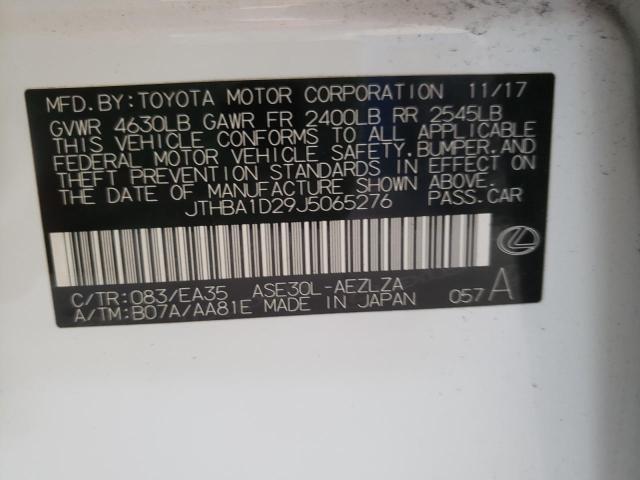 MFD.BY:TOYOTA MOTOR CORPORATION 11/17
GVWR 4630LB GAWR FR 2400LB RR 2545LB
THIS VEHICLE CONFORMS TO ALL APPLICABLE
FEDERAL MOTOR VEHICLE SAFETY,BUMPER,AND
THEFT PREVENTION STANDARDS IN EFFECT ON
THE DATE OF MANUFACTURE SHOWN ABOVE.
JTHBA1D29J5065276 PASS.CAR
C/TR:083/EA35 ASE30L-AEZLZA
A/TM:B07A/AA81E MADE IN JAPAN 057A